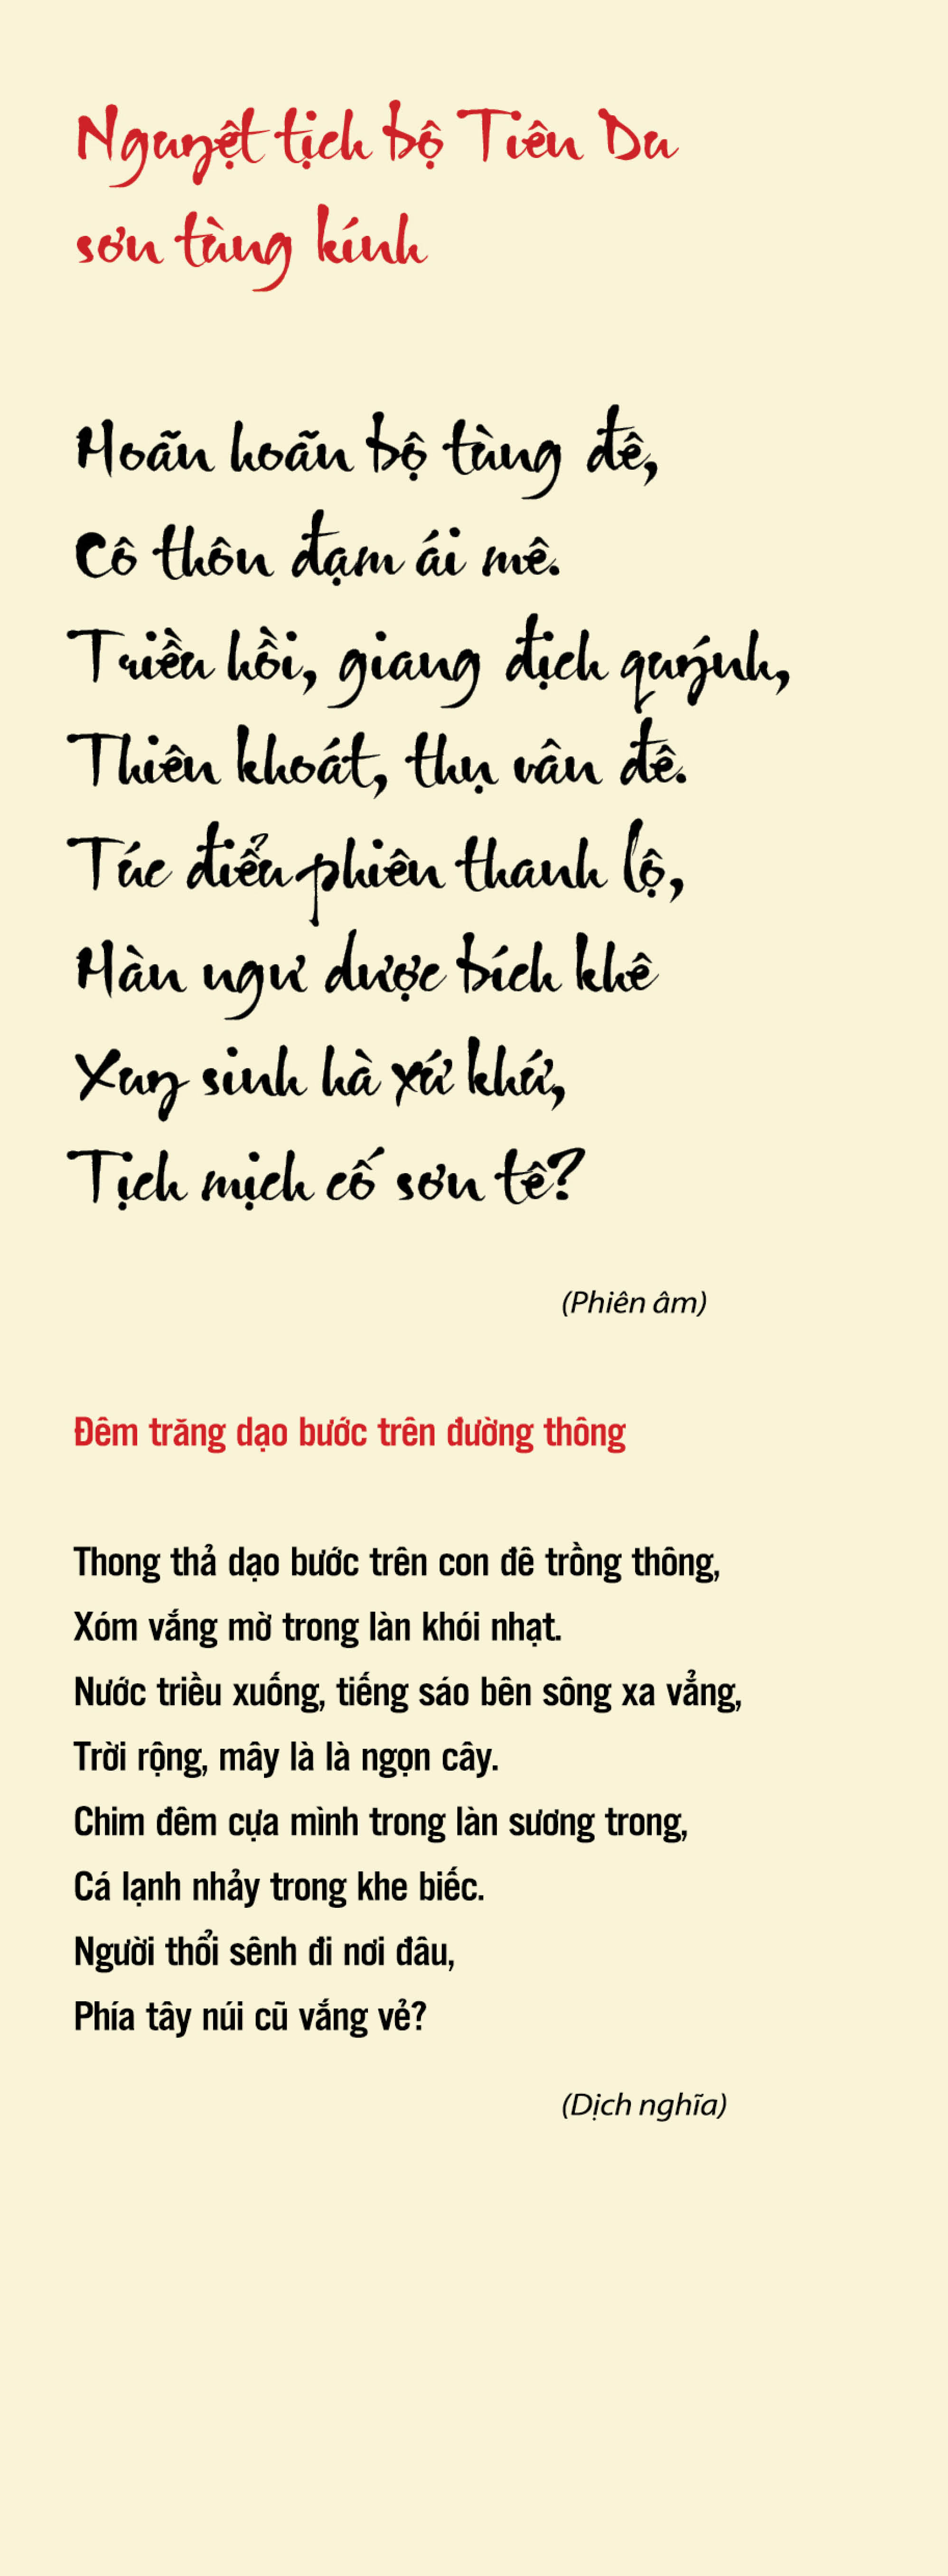 Nguyệt tịch bộ Tiên Du
sơn tùng kính
Hoãn hoãn bộ tùng đê,
Cô thôn đạm ái mê.
Triều hồi, giang địch quýnh,
Thiên khoát, thụ vân đê.
Túc điểu phiên thanh lộ,
Hàn ngư dược bích khê
Xuy sinh hà xứ khứ,
Tịch mịch cố sơn tê?
(Phiên âm)
Đêm trăng dạo bước trên đường thông
Thong thả dạo bước trên con đê trồng thông,
Xóm vắng mờ trong làn khói nhạt.
Nước triều xuống, tiếng sáo bên sông xa vẳng,
Trời rộng, mây là là ngọn cây.
Chim đêm cựa mình trong làn sương trong,
Cá lạnh nhảy trong khe biếc.
Người thổi sênh đi nơi đâu,
Phía tây núi cũ vắng vẻ?
(Dịch nghĩa)